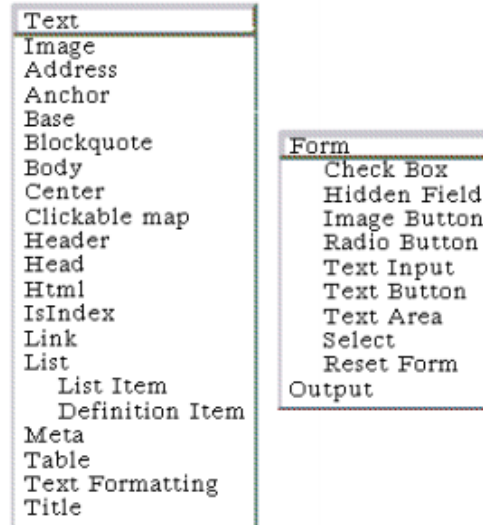 Text
Image
Address
Anchor
Base
Blockquote
Body
Center
Clickable map
Header
Head
Html
IsIndex
Link
List
List Item
Definition Item
Meta
Table
Text Formatting
Title
Form
Check Box
Hidden Field
Image Button
Radio Button
Text Input
Text Button
Text Area
Select
Reset Form
Output